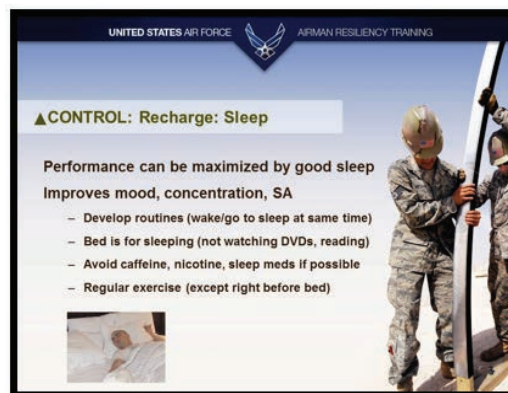 UNITED STATES AIR FORCE AIRMAN RESILIENCY TRAINING
▲CONTROL: Recharge: Sleep
Performance can be maximized by good sleep
Improves mood, concentration, SA
– Develop routines (wake/go to sleep at same time)
– Bed is for sleeping (not watching DVDs, reading)
– Avoid caffeine, nicotine, sleep meds if possible
– Regular exercise (except right before bed)